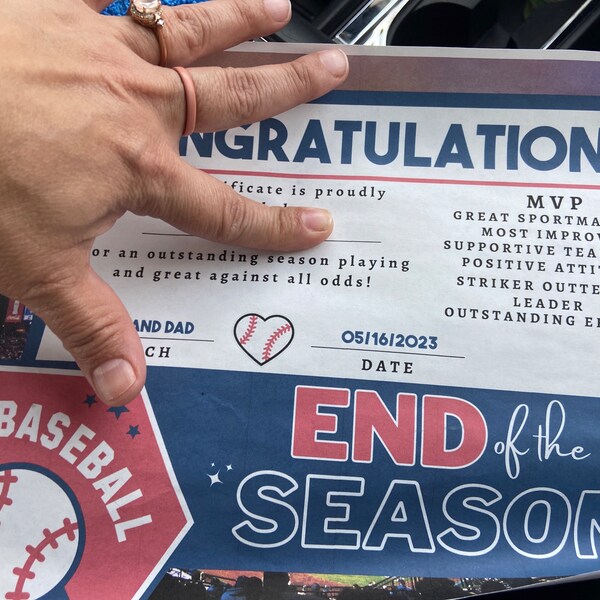 NGRATULATION
ificate is proudly
or an outstanding season playing
and great against all odds!
AND DAD
CH
05/16/2023
DATE
MVP
GREAT SPORTMA
MOST IMPROV
SUPPORTIVE TEA
POSITIVE ATTI
STRIKER OUTTE
LEADER
OUTSTANDING EF
BASEBALL
END of the
SEASON